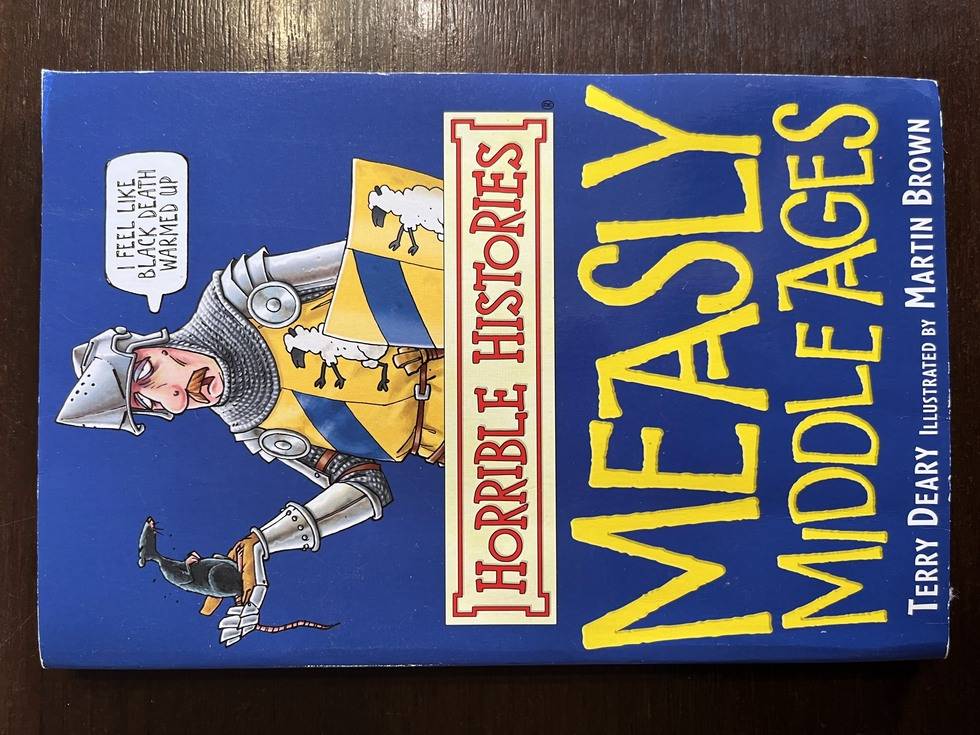 I FEEL LIKE
BLACK DEATH
WARMED UP
HORRIBLE HISTORIES®
MEASLY
MIDDLE AGES
TERRY DEARY ILLUSTRATED BY MARTIN BROWN